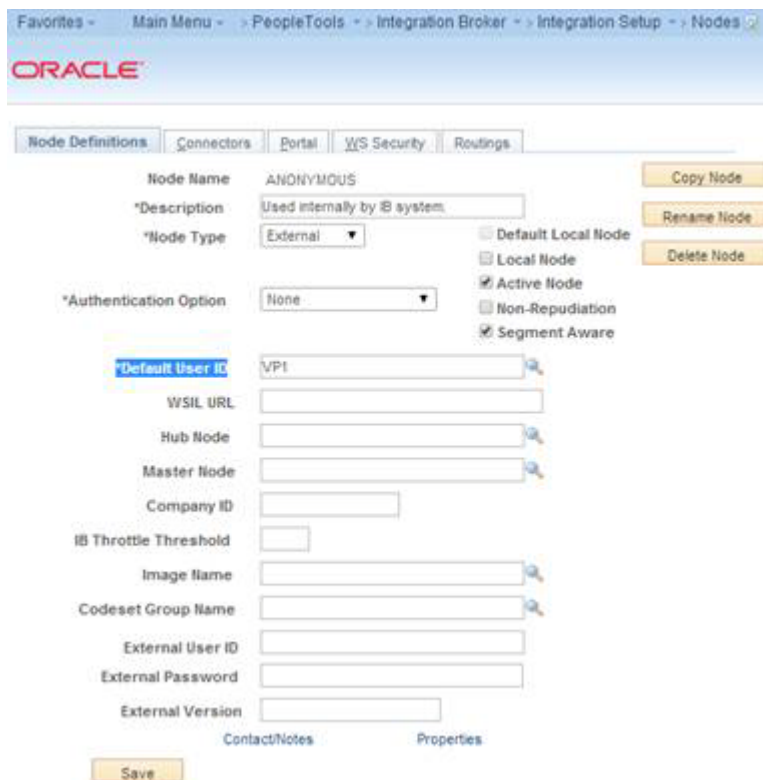 Favorites Main Menu > PeopleTools > Integration Broker > Integration Setup > Nodes
ORACLE
Node Definitions Connectors Portal WS Security Routings
Node Name ANONYMOUS Copy Node
*Description Used internally by IB system. Rename Node
*Node Type External Default Local Node
Local Node Delete Node
Active Node
*Authentication Option None Non-Repudiation
Segment Aware
*Default User ID VP1
WSIL URL
Hub Node
Master Node
Company ID
IB Throttle Threshold
Image Name
Codeset Group Name
External User ID
External Password
External Version
Contact/Notes Properties
Save